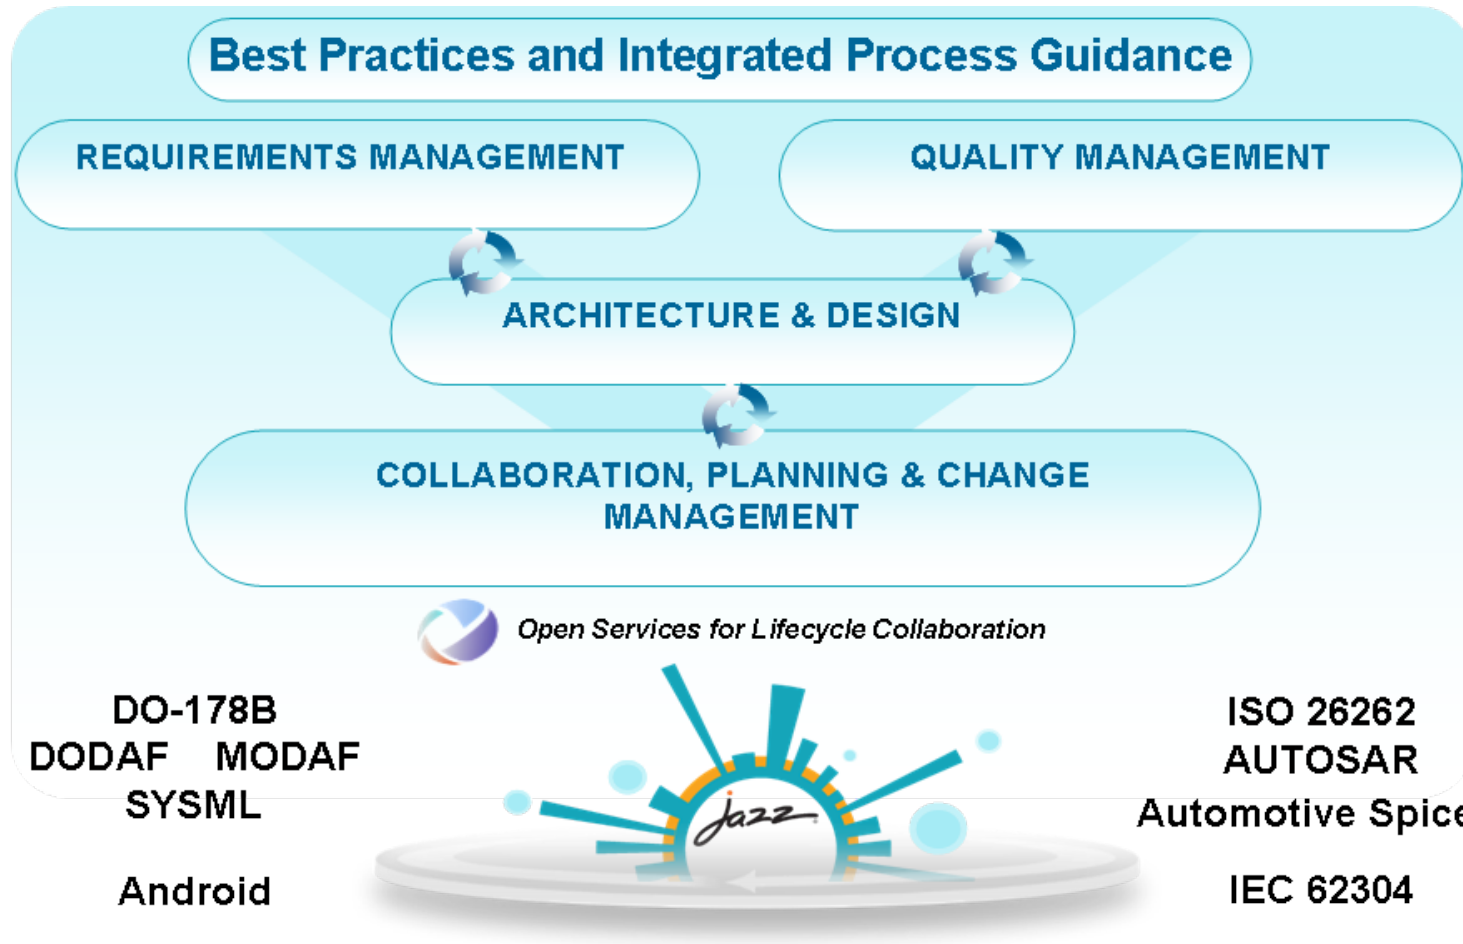 Best Practices and Integrated Process Guidance
REQUIREMENTS MANAGEMENT
QUALITY MANAGEMENT
ARCHITECTURE & DESIGN
COLLABORATION, PLANNING & CHANGE
MANAGEMENT
Open Services for Lifecycle Collaboration
DO-178B
DODAF MODAF
SYSML
Android
jazz
ISO 26262
AUTOSAR
Automotive Spice
IEC 62304